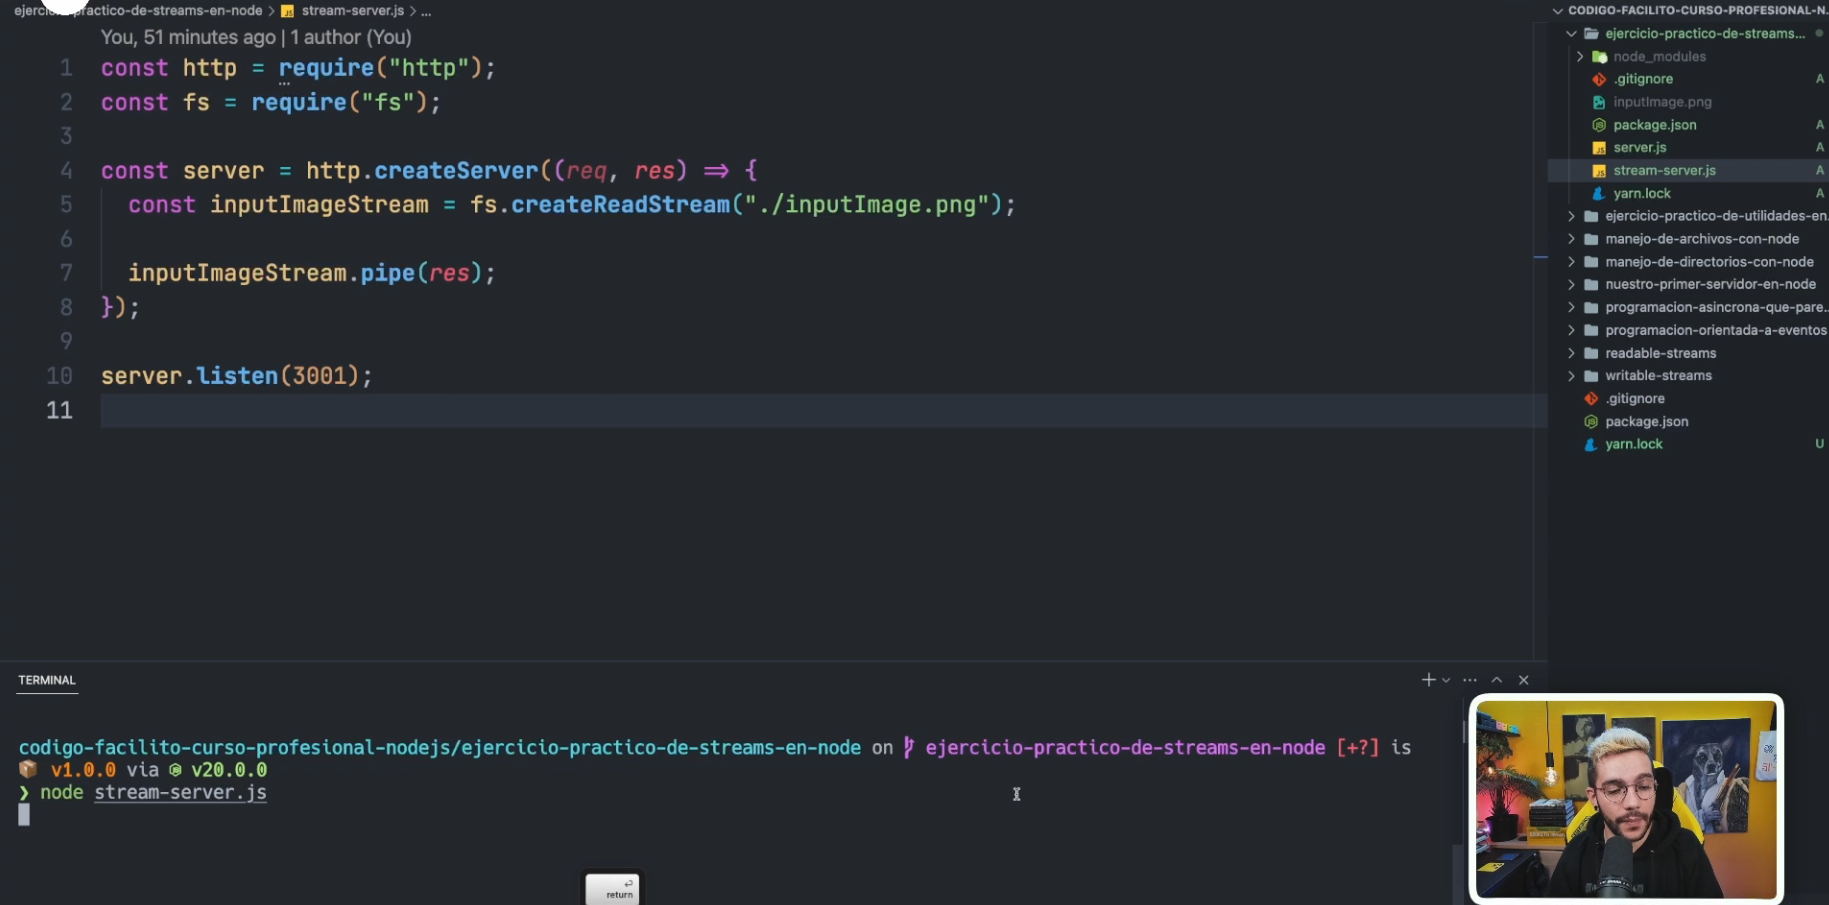 ejercicio-practico-de-streams-en-node > stream-server.js > ...
You, 51 minutes ago | 1 author (You)
1 const http = require("http");
2 const fs = require("fs");
3
4 const server = http.createServer((req, res) => {
5 const inputImageStream = fs.createReadStream("./inputImage.png");
6
7 inputImageStream.pipe(res);
8 });
9
10 server.listen(3001);
11
CODIGO-FACILITO-CURSO-PROFESIONAL-N...
ejercicio-practico-de-streams...
node_modules
.gitignore A
inputImage.png
package.json A
server.js A
stream-server.js A
yarn.lock A
ejercicio-practico-de-utilidades-en...
manejo-de-archivos-con-node
manejo-de-directorios-con-node
nuestro-primer-servidor-en-node
programacion-asincrona-que-pare...
programacion-orientada-a-eventos
readable-streams
writable-streams
.gitignore
package.json
yarn.lock U
TERMINAL
codigo-facilito-curso-profesional-nodejs/ejercicio-practico-de-streams-en-node on ejercicio-practico-de-streams-en-node [+?] is
v1.0.0 via v20.0.0
❯ node stream-server.js
return